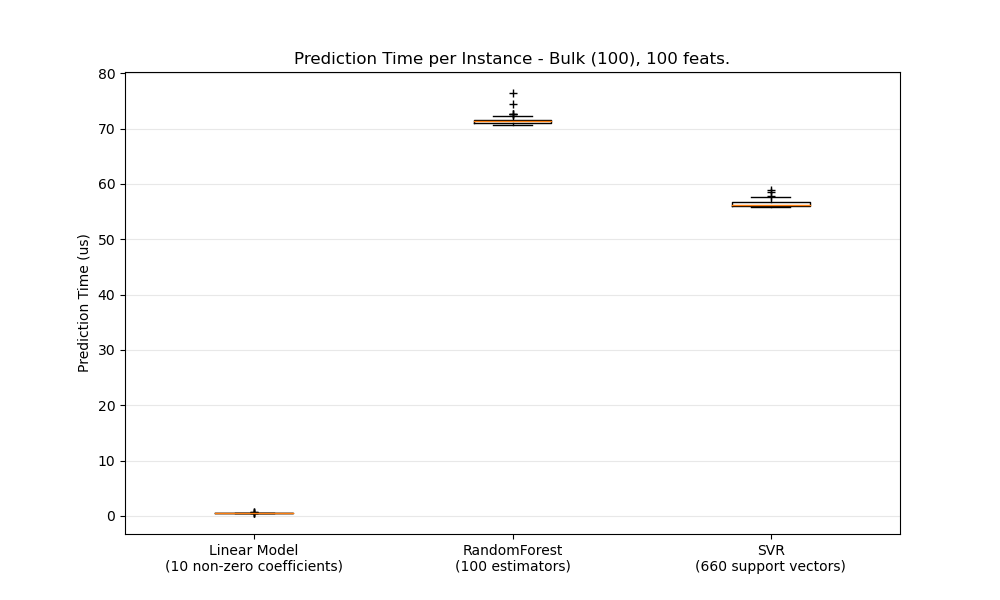 Prediction Time per Instance - Bulk (100), 100 feats.
80
70
60
50
40
30
20
10
0
Prediction Time (us)
Linear Model
(10 non-zero coefficients)
RandomForest
(100 estimators)
SVR
(660 support vectors)